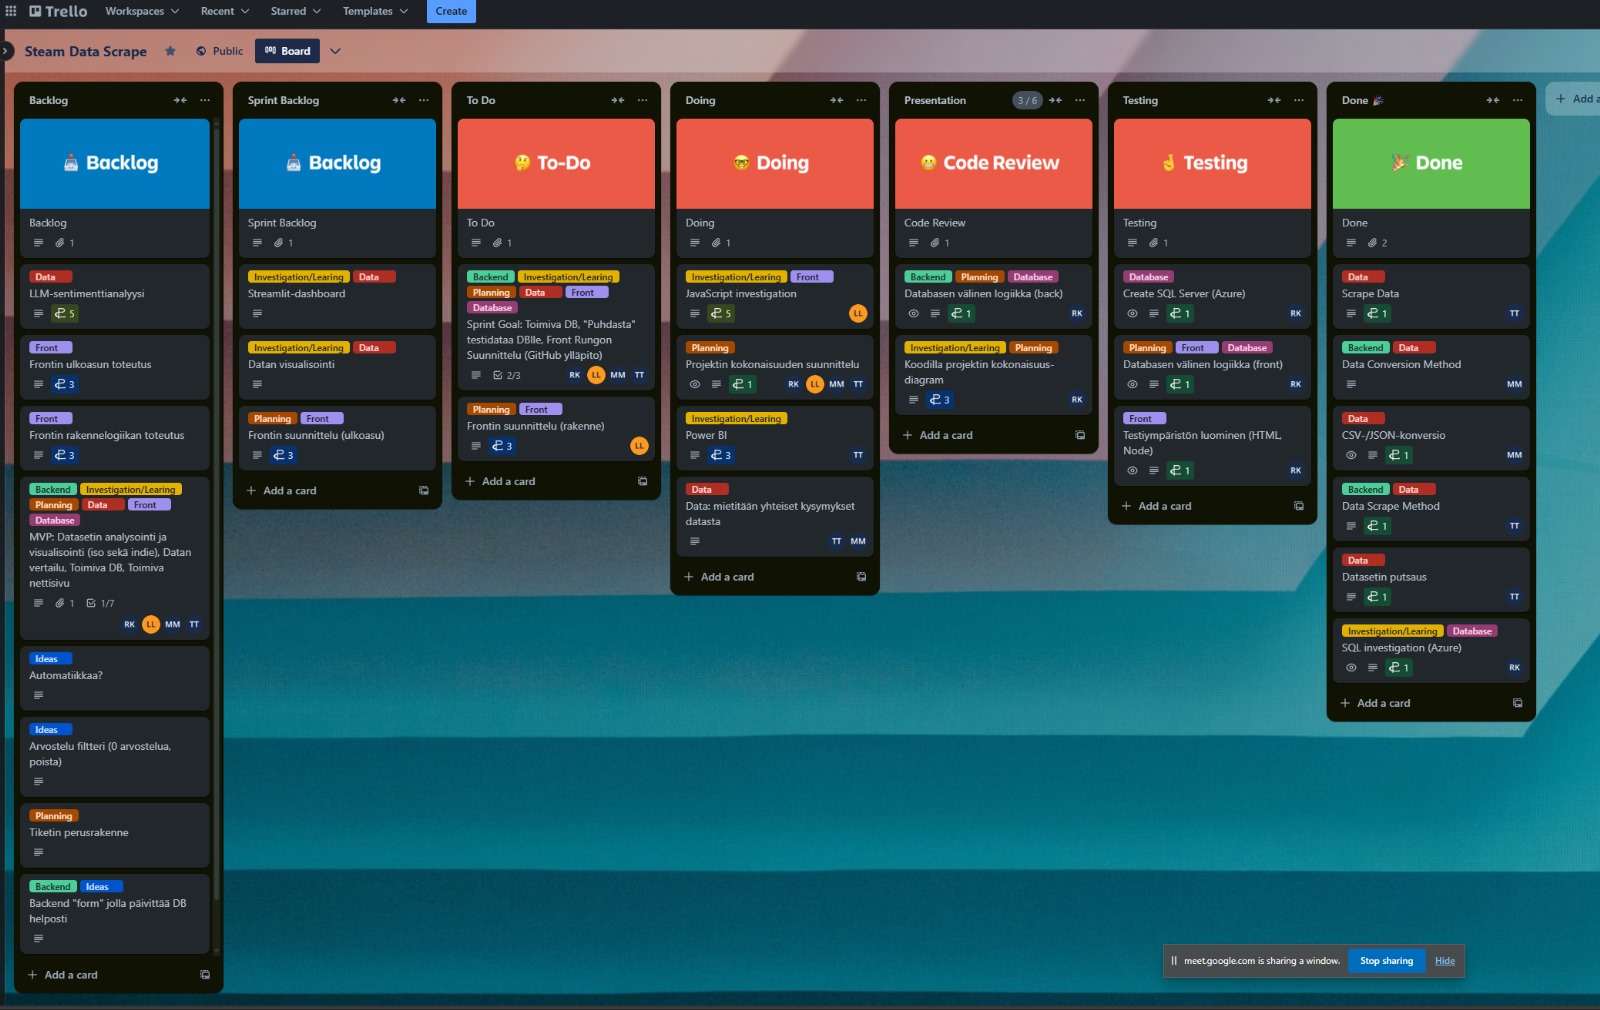 Trello
Workspaces
Recent
Starred
Templates
Create
Steam Data Scrape
Public
Board
Backlog
Backlog
Backlog
1
Data
LLM-sentimenttianalyysi
5
Front
Frontin ulkoasun toteutus
3
Front
Frontin rakennelogiikan toteutus
3
Backend Investigation/Learing
Planning Data Front
Database
MVP: Datasetin analysointi ja
visualisointi (iso sekä indie), Datan
vertailu, Toimiva DB, Toimiva
nettisivu
1 1/7
RK LL MM TT
Ideas
Automatiikkaa?
Ideas
Arvostelu filtteri (0 arvostelua,
poista)
Planning
Tiketin perusrakenne
Backend Ideas
Backend "form" jolla päivittää DB
helposti
+ Add a card
Sprint Backlog
Backlog
Sprint Backlog
1
Investigation/Learing Data
Streamlit-dashboard
Investigation/Learing Data
Datan visualisointi
Planning Front
Frontin suunnittelu (ulkoasu)
3
+ Add a card
To Do
To-Do
To Do
1
Backend Investigation/Learing
Planning Data Front
Database
Sprint Goal: Toimiva DB, "Puhdasta"
testidataa DBlle, Front Rungon
Suunnittelu (GitHub ylläpito)
2/3 RK LL MM TT
Planning Front
Frontin suunnittelu (rakenne)
3 LL
+ Add a card
Doing
Doing
Doing
1
Investigation/Learing Front
JavaScript investigation
5 LL
Planning
Projektin kokonaisuuden suunnittelu
1 RK LL MM TT
Investigation/Learing
Power BI
3 TT
Data
Data: mietitään yhteiset kysymykset
datasta
TT MM
+ Add a card
Presentation 3 / 6
Code Review
Code Review
1
Backend Planning Database
Databasen välinen logiikka (back)
1 RK
Investigation/Learing Planning
Koodilla projektin kokonaisuus-
diagram
3 RK
+ Add a card
Testing
Testing
Testing
1
Database
Create SQL Server (Azure)
1 RK
Planning Front Database
Databasen välinen logiikka (front)
1 RK
Front
Testiympäristön luominen (HTML,
Node)
1 RK
+ Add a card
Done
Done
Done
2
Data
Scrape Data
1 TT
Backend Data
Data Conversion Method
MM
Data
CSV-/JSON-konversio
1 MM
Backend Data
Data Scrape Method
1 TT
Data
Datasetin putsaus
1 TT
Investigation/Learing Database
SQL investigation (Azure)
1 RK
+ Add a card
+ Add a
meet.google.com is sharing a window. Stop sharing Hide